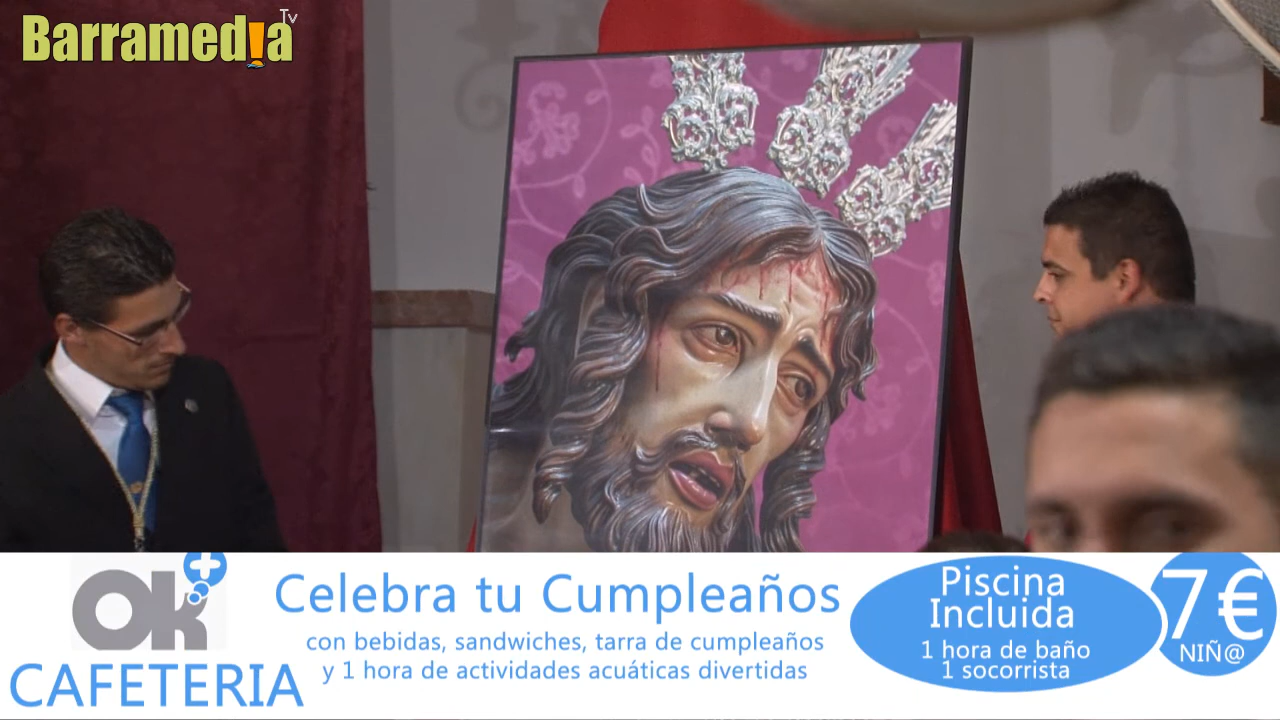 Barramed!a Tv
Ok+
CAFETERIA
Celebra tu Cumpleaños
con bebidas, sandwiches, tarra de cumpleaños
y 1 hora de actividades acuáticas divertidas
Piscina
Incluida
1 hora de baño
1 socorrista
7€
NIÑ@